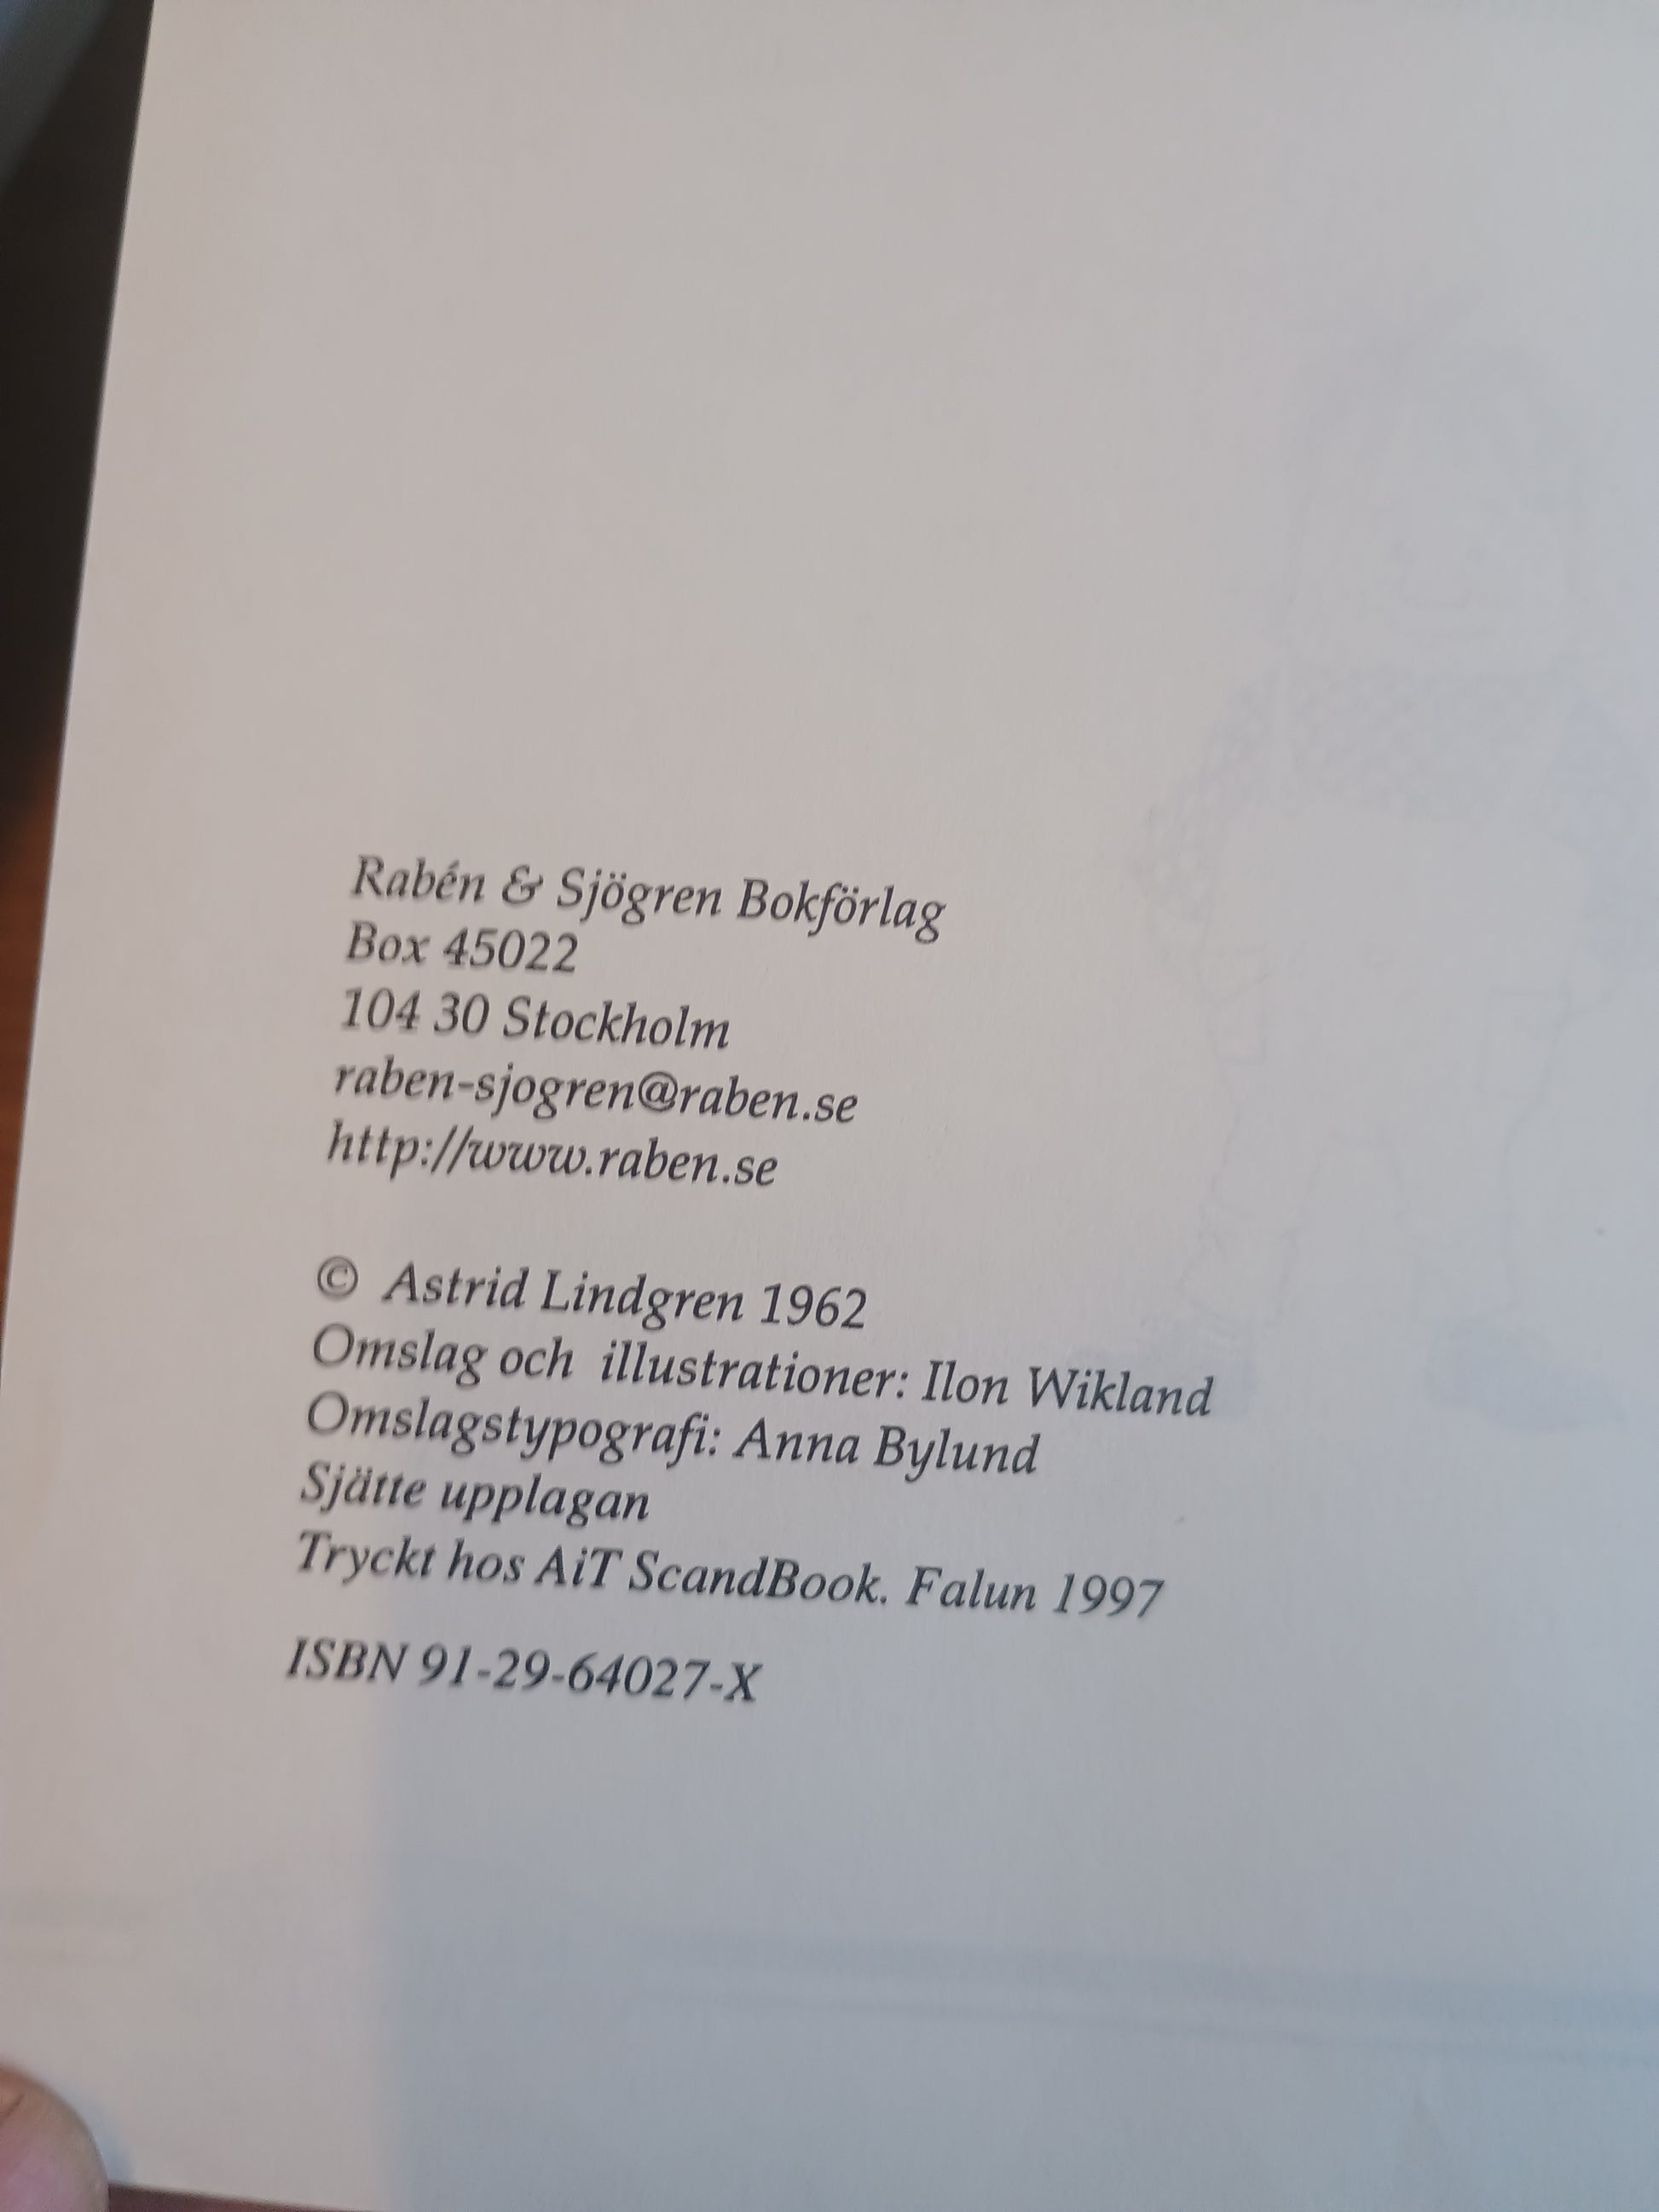 Rabén & Sjögren Bokförlag
Box 45022
104 30 Stockholm
raben-sjogren@raben.se
http://www.raben.se
© Astrid Lindgren 1962
Omslag och illustrationer: Ilon Wikland
Omslagstypografi: Anna Bylund
Sjätte upplagan
Tryckt hos AiT ScandBook. Falun 1997
ISBN 91-29-64027-X